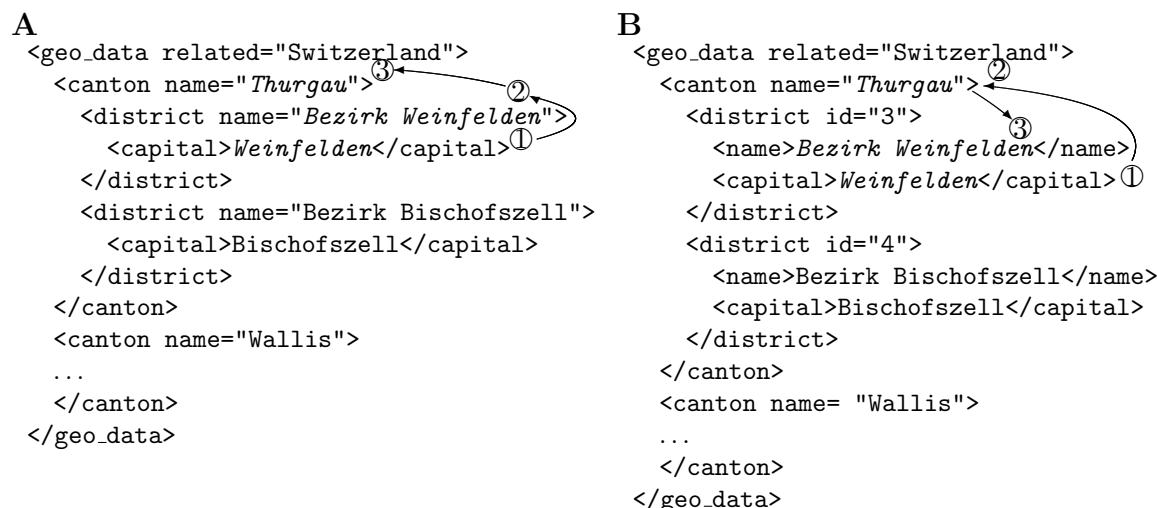 A
<geo_data related="Switzerland">
<canton name="Thurgau">③
<district name="Bezirk Weinfelden">②
<capital>Weinfelden</capital>①
</district>
<district name="Bezirk Bischofszell">
<capital>Bischofszell</capital>
</district>
</canton>
<canton name="Wallis">
...
</canton>
</geo_data>
B
<geo_data related="Switzerland">
<canton name="Thurgau">②
<district id="3">③
<name>Bezirk Weinfelden</name>
<capital>Weinfelden</capital>①
</district>
<district id="4">
<name>Bezirk Bischofszell</name>
<capital>Bischofszell</capital>
</district>
</canton>
<canton name= "Wallis">
...
</canton>
</geo_data>